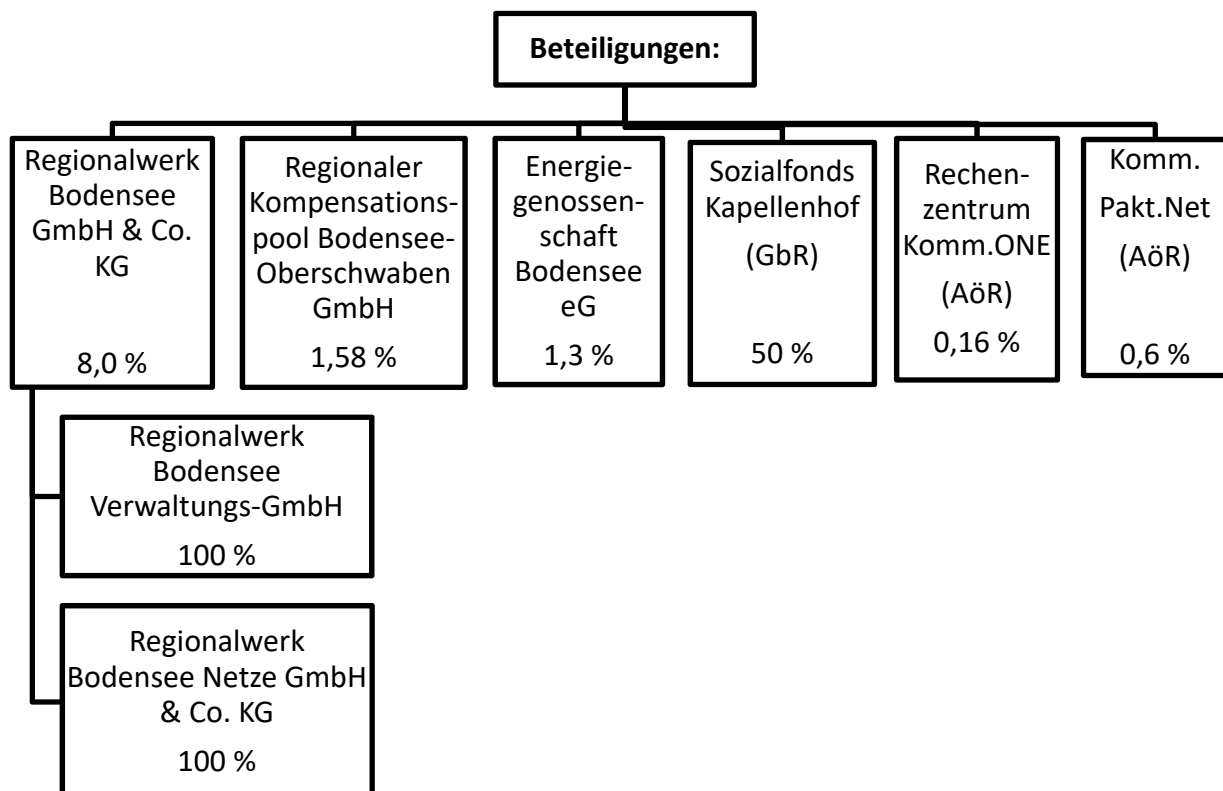 Beteiligungen:
Regionalwerk
Bodensee
GmbH & Co.
KG
8,0 %
Regionaler
Kompensations-
pool Bodensee-
Oberschwaben
GmbH
1,58 %
Energie-
genossen-
schaft
Bodensee
eG
1,3 %
Sozialfonds
Kapellenhof
(GbR)
50 %
Rechen-
zentrum
Komm.ONE
(AöR)
0,16 %
Komm.
Pakt.Net
(AöR)
0,6 %
Regionalwerk
Bodensee
Verwaltungs-GmbH
100 %
Regionalwerk
Bodensee Netze GmbH
& Co. KG
100 %